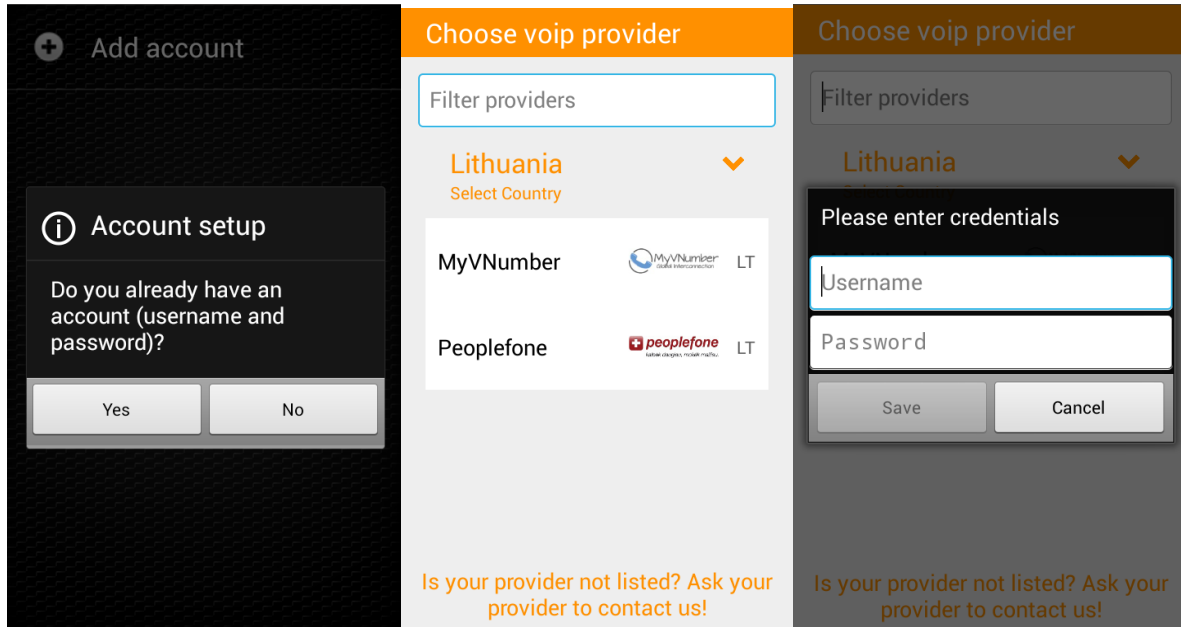 Add account
Account setup
Do you already have an
account (username and
password)?
Yes
No
Choose voip provider
Filter providers
Lithuania
Select Country
MyVNumber
MyVNumber
Global Interconnection
LT
Peoplefone
peoplefone
LT
Is your provider not listed? Ask your
provider to contact us!
Choose voip provider
Filter providers
Lithuania
Please enter credentials
Username
Password
Save
Cancel
Is your provider not listed? Ask your
provider to contact us!